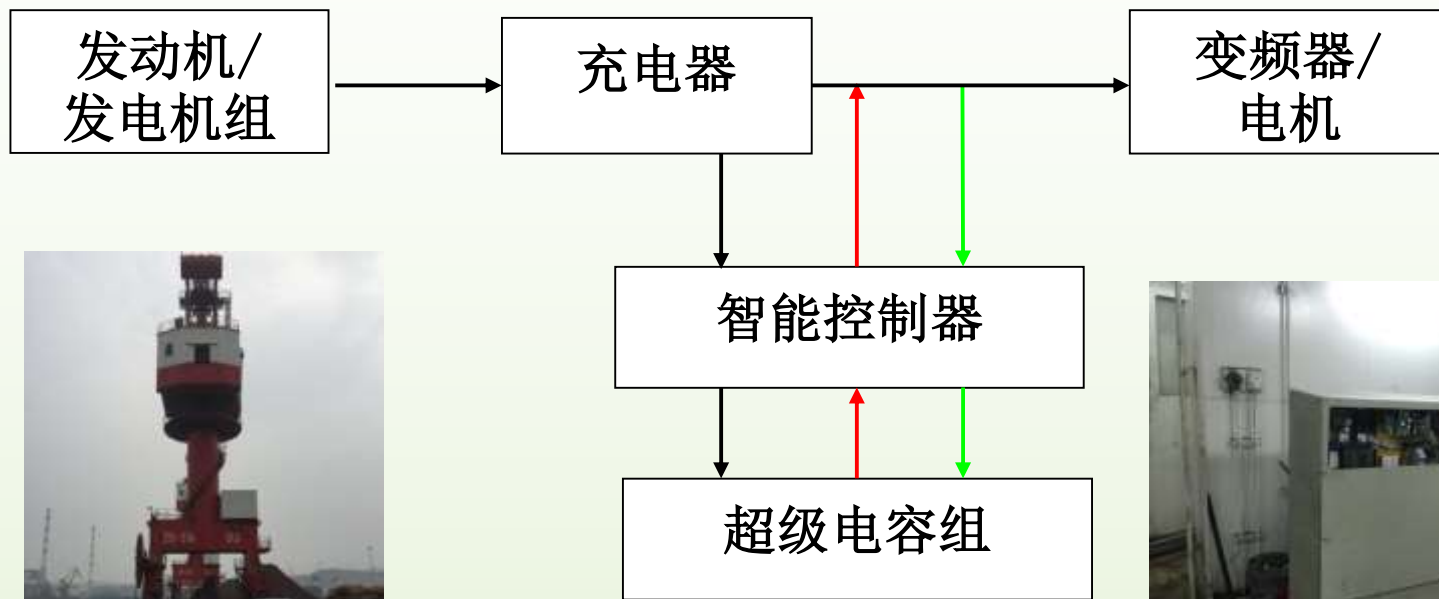 发动机/
发电机组
充电器
变频器/
电机
智能控制器
超级电容组